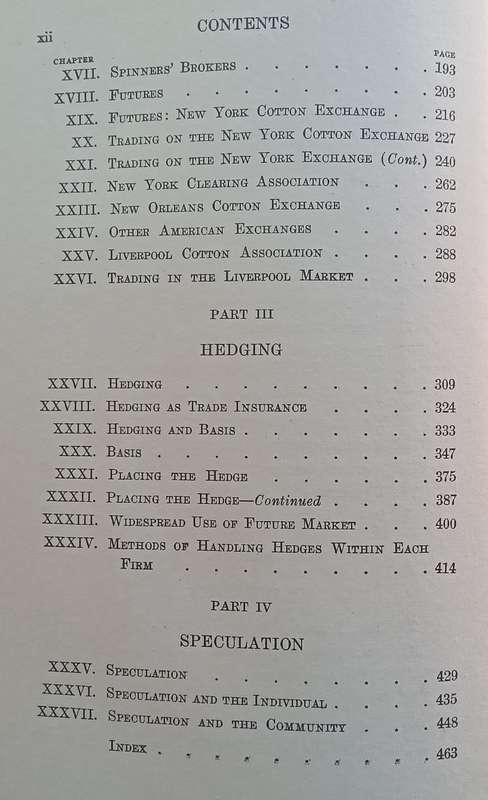 xii
CONTENTS
CHAPTER PAGE
XVII. Spinners' Brokers . . . . . . . 193
XVIII. Futures . . . . . . . . 203
XIX. Futures: New York Cotton Exchange . . 216
XX. Trading on the New York Cotton Exchange 227
XXI. Trading on the New York Exchange (Cont.) 240
XXII. New York Clearing Association . . . 262
XXIII. New Orleans Cotton Exchange . . . 275
XXIV. Other American Exchanges . . . . 282
XXV. Liverpool Cotton Association . . . . 288
XXVI. Trading in the Liverpool Market . . . 298
PART III
HEDGING
XXVII. Hedging . . . . . . . . . 309
XXVIII. Hedging as Trade Insurance . . . . 324
XXIX. Hedging and Basis . . . . . . . 333
XXX. Basis . . . . . . . . . . 347
XXXI. Placing the Hedge . . . . . . 375
XXXII. Placing the Hedge—Continued . . . . 387
XXXIII. Widespread Use of Future Market . . . 400
XXXIV. Methods of Handling Hedges Within Each
Firm . . . . . . . . . 414
PART IV
SPECULATION
XXXV. Speculation . . . . . . . . 429
XXXVI. Speculation and the Individual . . . . 435
XXXVII. Speculation and the Community . . . 448
Index . . . . . . . . . . 463